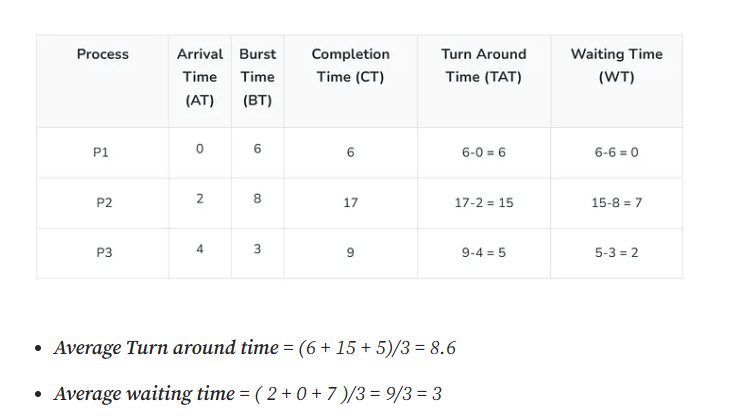 Process Arrival Time (AT) Burst Time (BT) Completion Time (CT) Turn Around Time (TAT) Waiting Time (WT)
P1 0 6 6 6-0 = 6 6-6 = 0
P2 2 8 17 17-2 = 15 15-8 = 7
P3 4 3 9 9-4 = 5 5-3 = 2
• Average Turn around time = (6 + 15 + 5)/3 = 8.6
• Average waiting time = ( 2 + 0 + 7 )/3 = 9/3 = 3